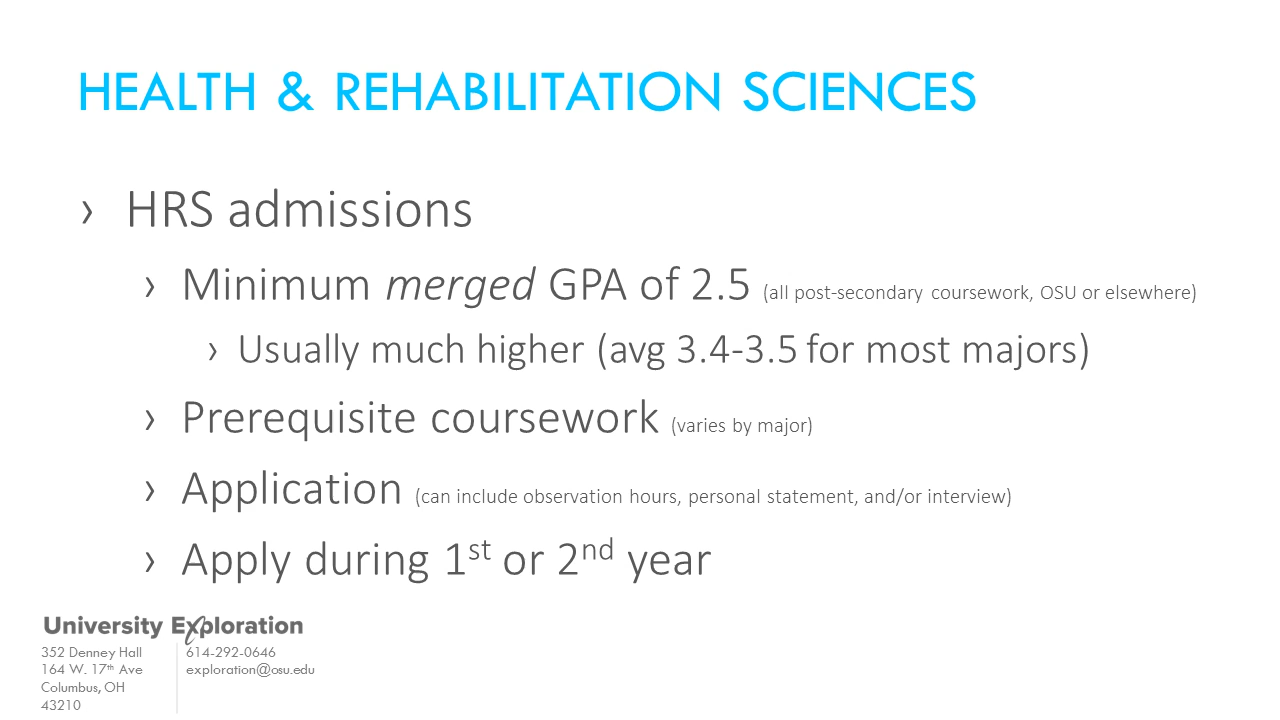 HEALTH & REHABILITATION SCIENCES
› HRS admissions
› Minimum merged GPA of 2.5 (all post-secondary coursework, OSU or elsewhere)
› Usually much higher (avg 3.4-3.5 for most majors)
› Prerequisite coursework (varies by major)
› Application (can include observation hours, personal statement, and/or interview)
› Apply during 1st or 2nd year
University Exploration
352 Denney Hall
164 W. 17th Ave
Columbus, OH
43210
614-292-0646
exploration@osu.edu